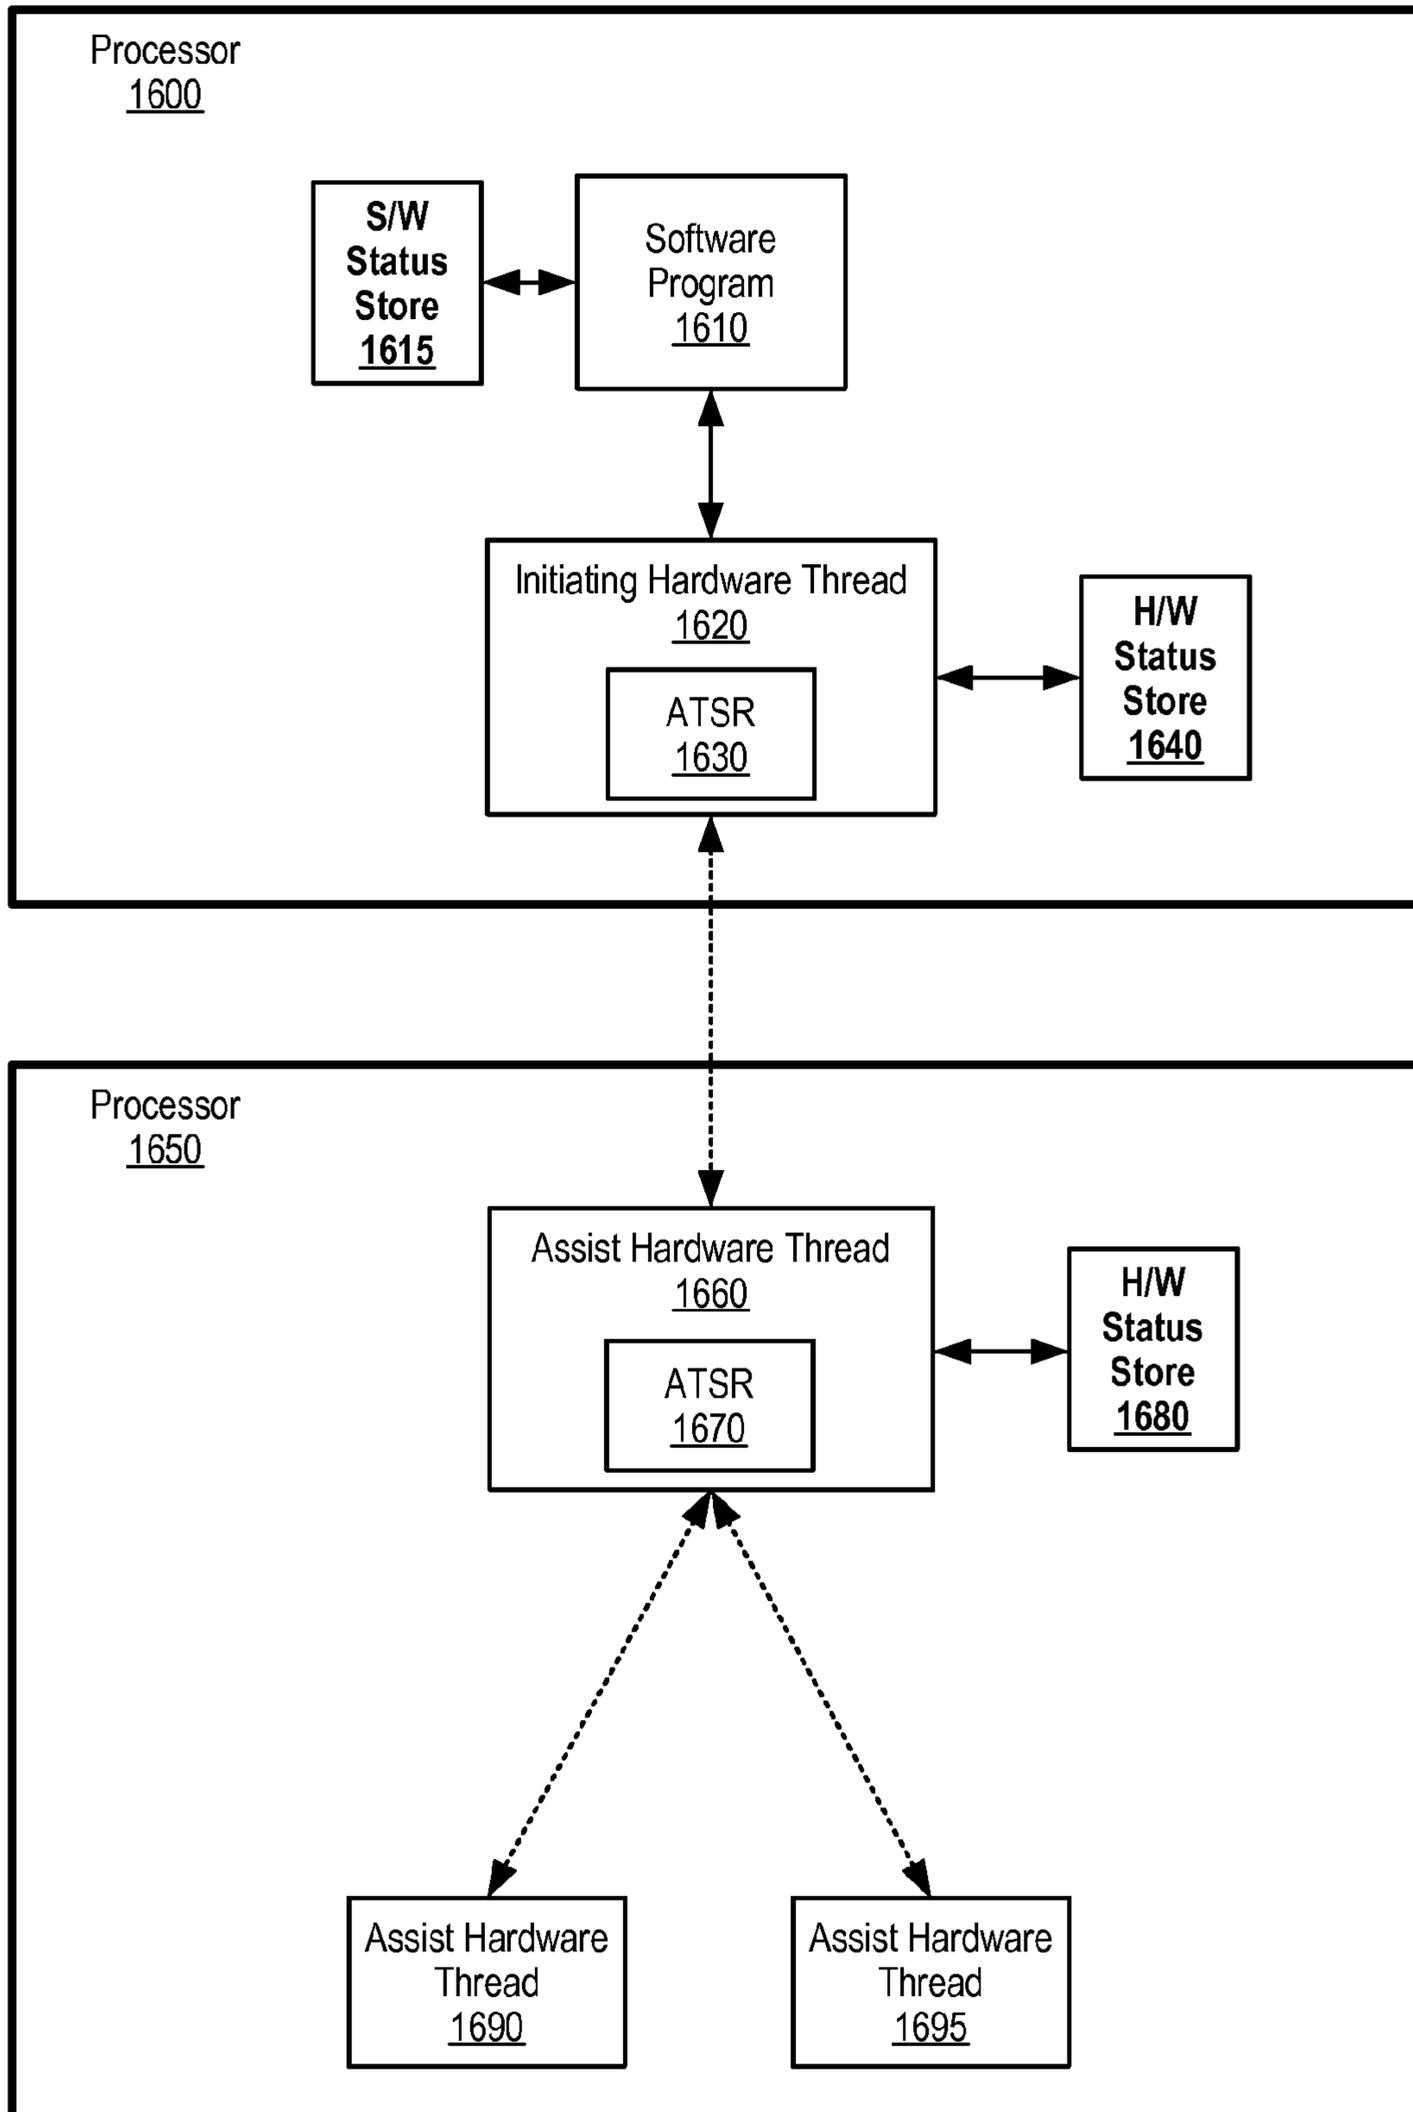 Processor
1600
S/W
Status
Store
1615
Software
Program
1610
Initiating Hardware Thread
1620
ATSR
1630
H/W
Status
Store
1640
Processor
1650
Assist Hardware Thread
1660
ATSR
1670
H/W
Status
Store
1680
Assist Hardware
Thread
1690
Assist Hardware
Thread
1695